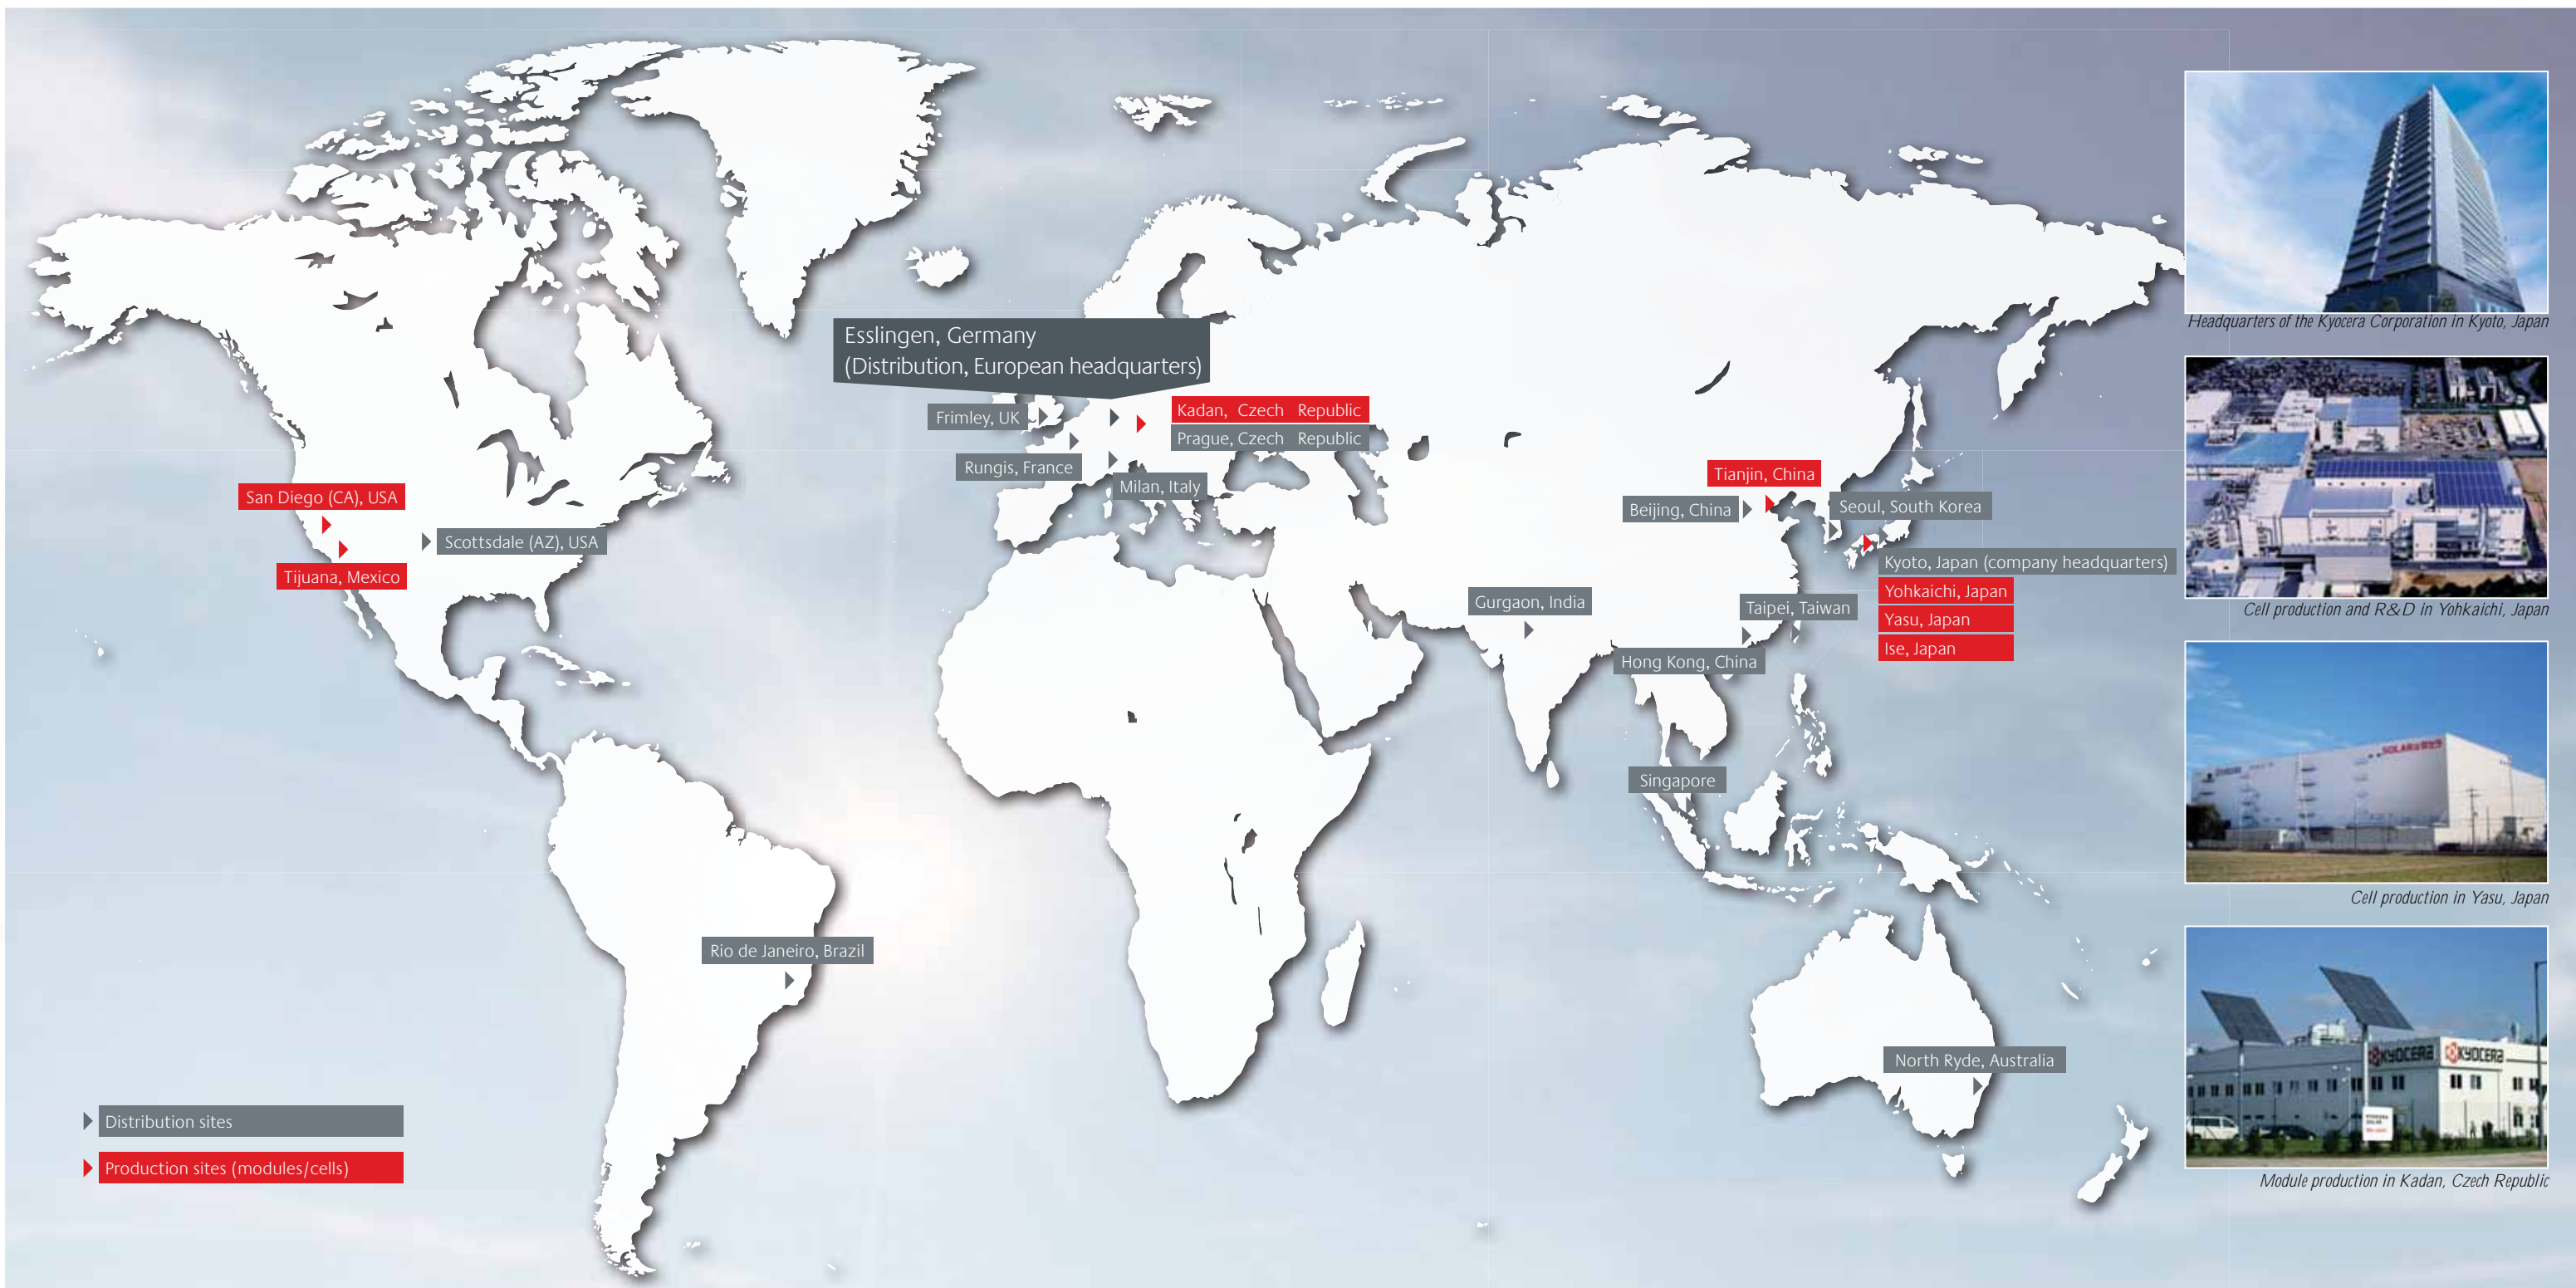 Headquarters of the Kyocera Corporation in Kyoto, Japan
Esslingen, Germany
(Distribution, European headquarters)
Frimley, UK
Kadan, Czech Republic
Prague, Czech Republic
Rungis, France
Milan, Italy
San Diego (CA), USA
Scottsdale (AZ), USA
Tijuana, Mexico
Tianjin, China
Beijing, China
Seoul, South Korea
Kyoto, Japan (company headquarters)
Yohkaichi, Japan
Yasu, Japan
Ise, Japan
Gurgaon, India
Taipei, Taiwan
Hong Kong, China
Singapore
Cell production and R&D in Yohkaichi, Japan
SOLAR
Cell production in Yasu, Japan
Rio de Janeiro, Brazil
North Ryde, Australia
KYOCERA
KYOCERA
Module production in Kadan, Czech Republic
Distribution sites
Production sites (modules/cells)